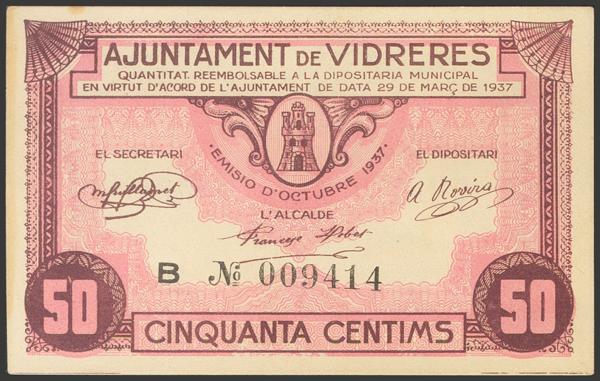 AJUNTAMENT DE VIDRERES
QUANTITAT REEMBOLSABLE A LA DIPOSITARIA MUNICIPAL
EN VIRTUT D'ACORD DE L'AJUNTAMENT DE DATA 29 DE MARÇ DE 1937
EL SECRETARI
EL DIPOSITARI
·EMISIO D'OCTUBRE 1937·
A Rovira
L'ALCALDE
B No 009414
50
50
CINQUANTA CENTIMS